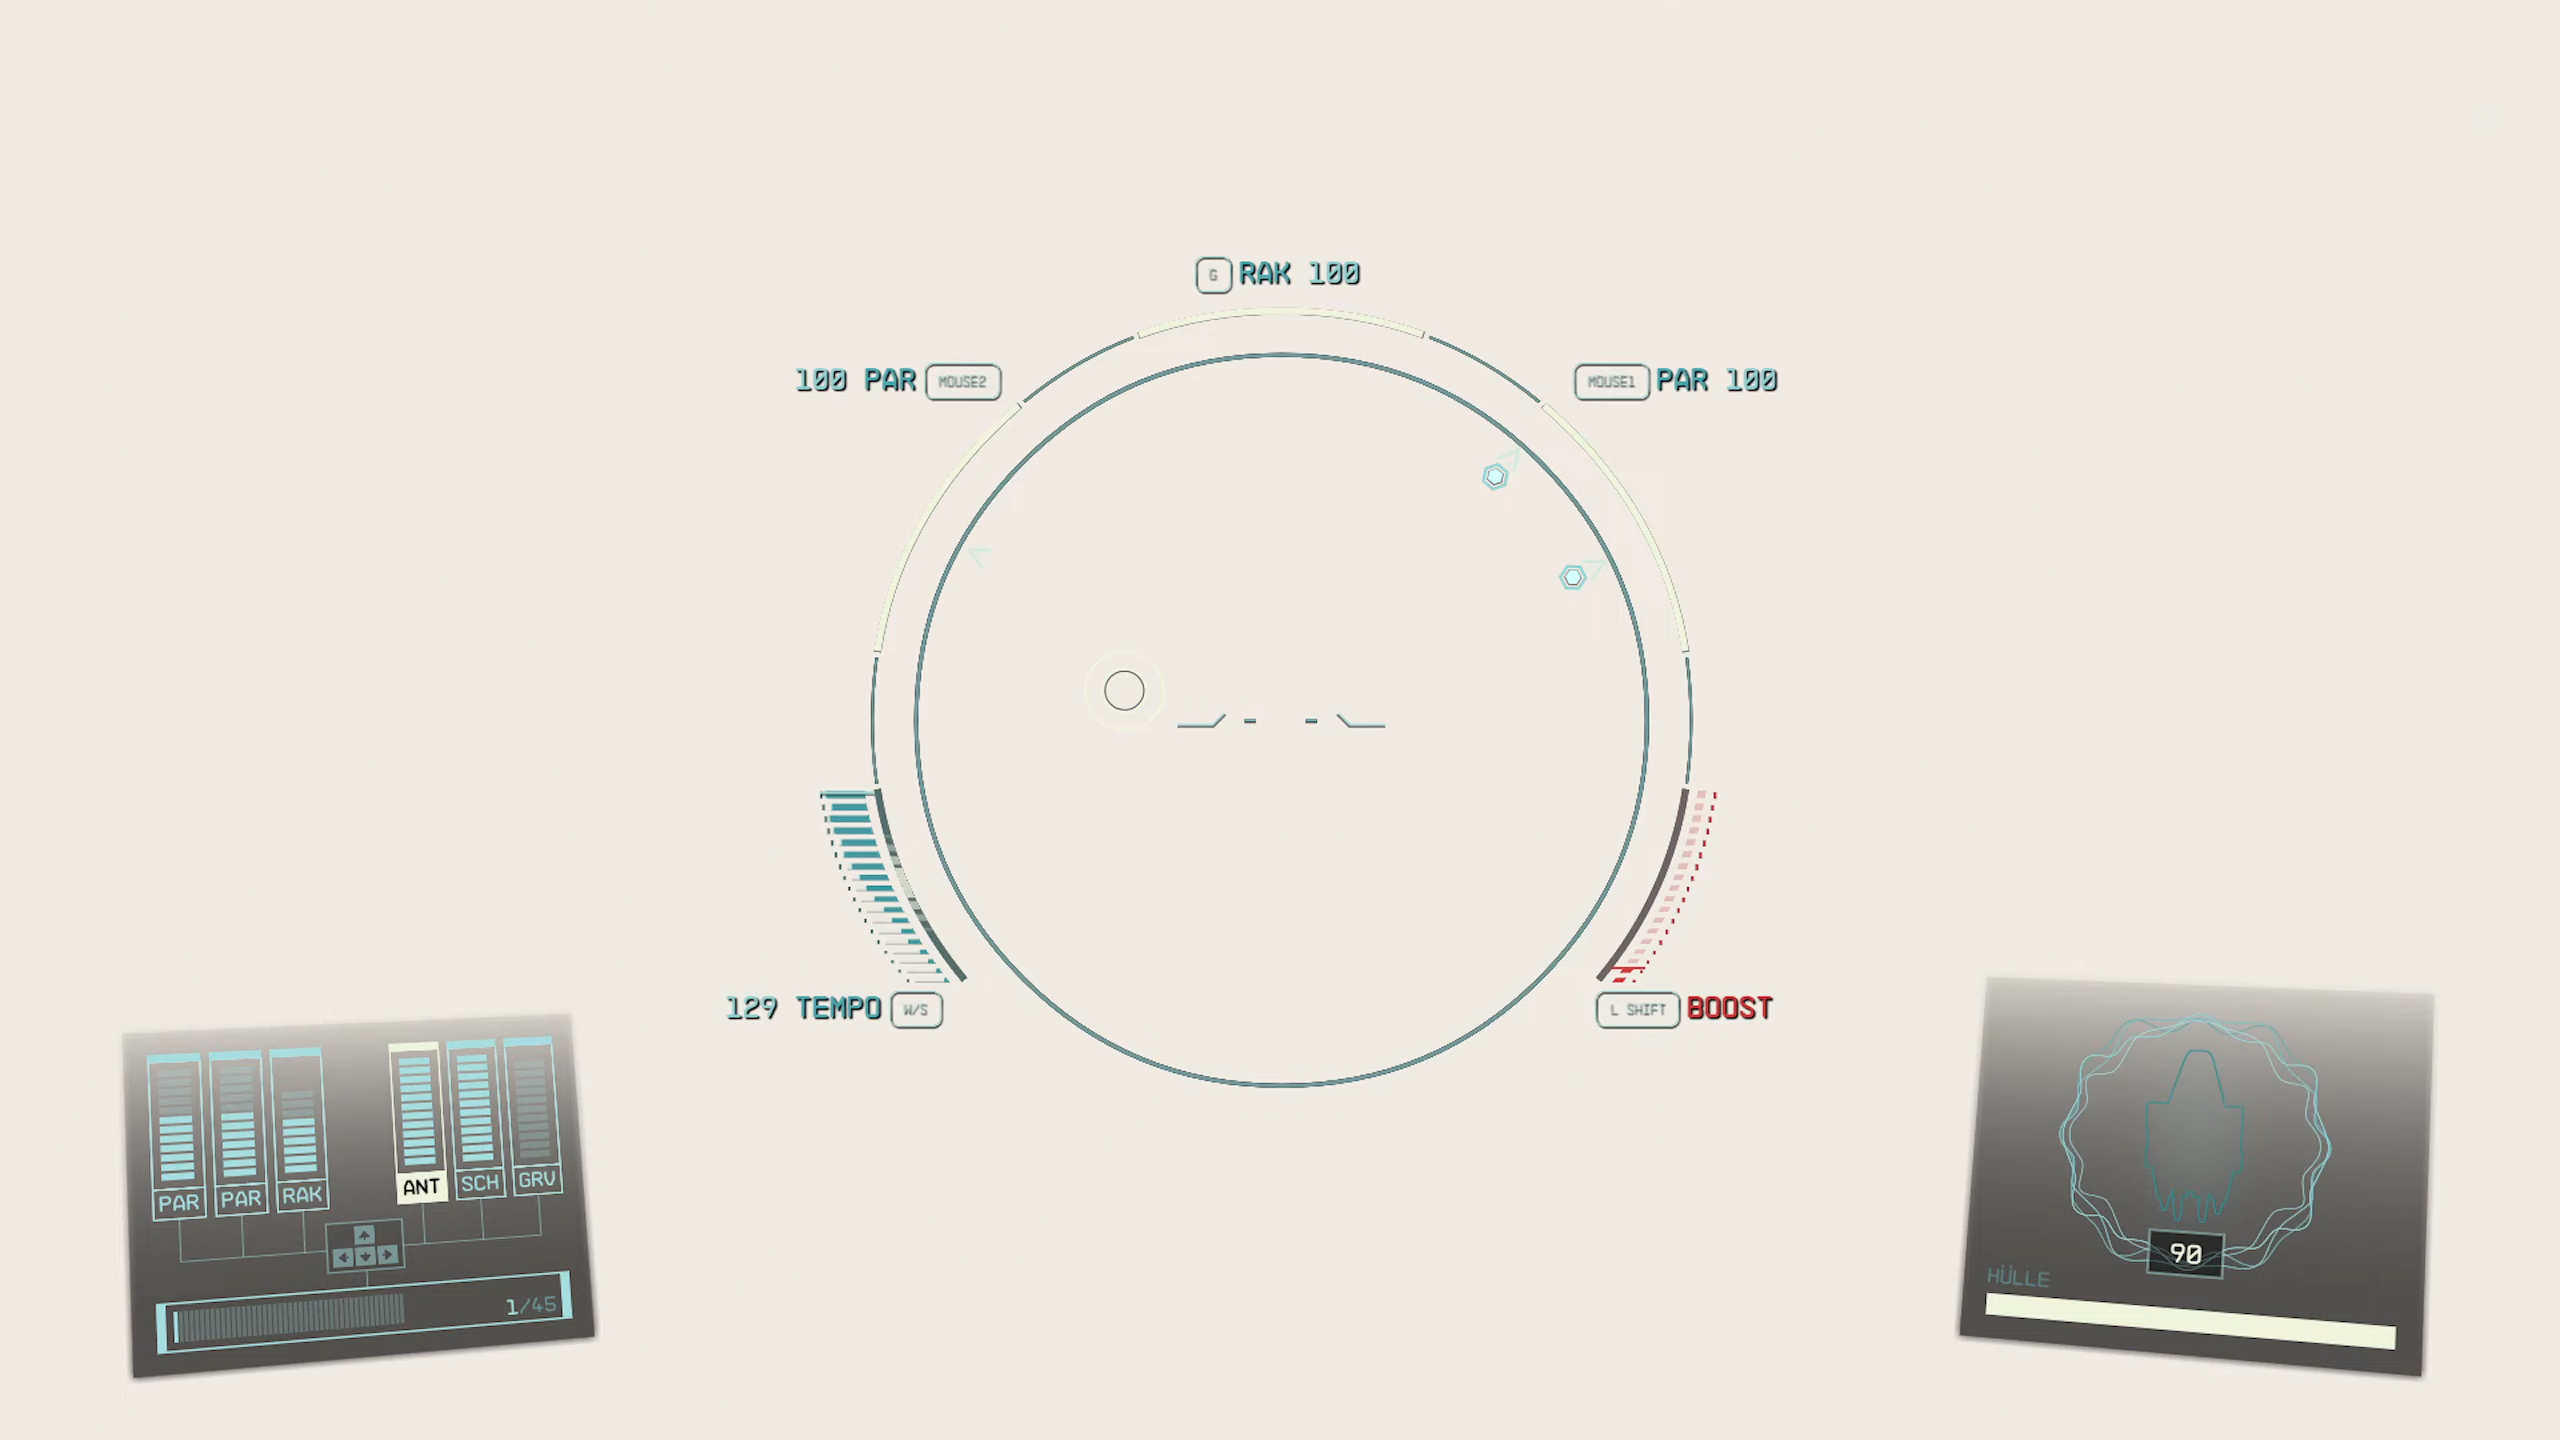 G RAK 100
100 PAR MOUSE2
MOUSE1 PAR 100
129 TEMPO W/S
L SHIFT BOOST
PAR PAR RAK ANT SCH GRV
1/45
90
HÜLLE